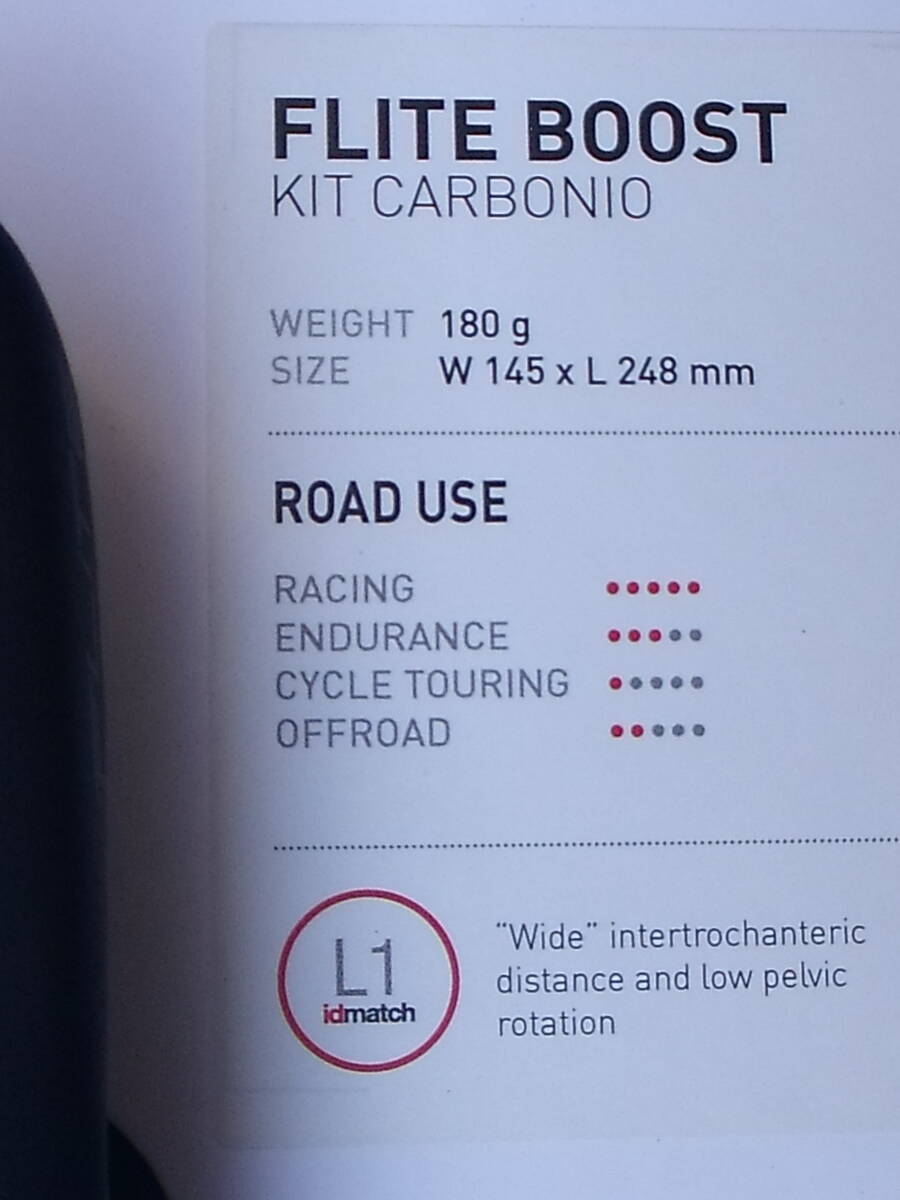 FLITE BOOST
KIT CARBONIO
WEIGHT 180 g
SIZE W 145 x L 248 mm
ROAD USE
RACING
ENDURANCE
CYCLE TOURING
OFFROAD
L1
idmatch
“Wide” intertrochanteric
distance and low pelvic
rotation